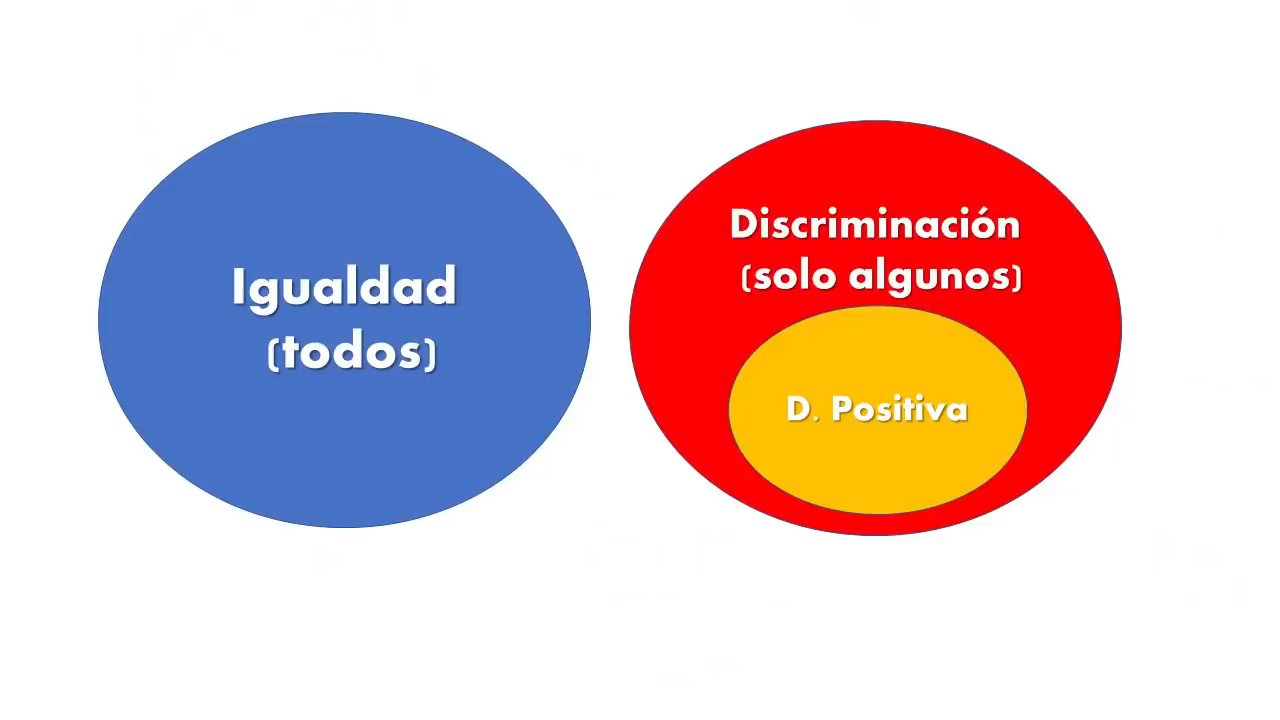 Igualdad
(todos)
Discriminación
(solo algunos)
D. Positiva